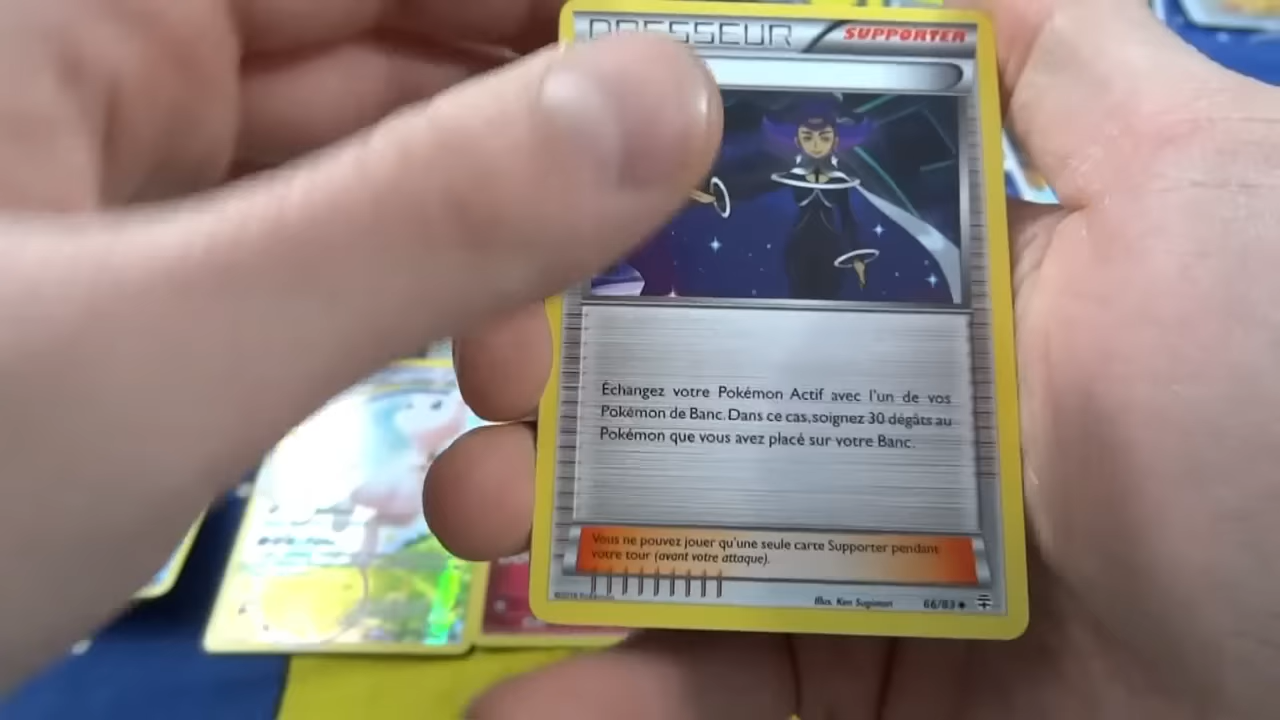 DRESSEUR SUPPORTER
Échangez votre Pokémon Actif avec l'un de vos
Pokémon de Banc. Dans ce cas, soignez 30 dégâts au
Pokémon que vous avez placé sur votre Banc.
Vous ne pouvez jouer qu'une seule carte Supporter pendant
votre tour (avant votre attaque).
Illus. Ken Sugimori 66/83